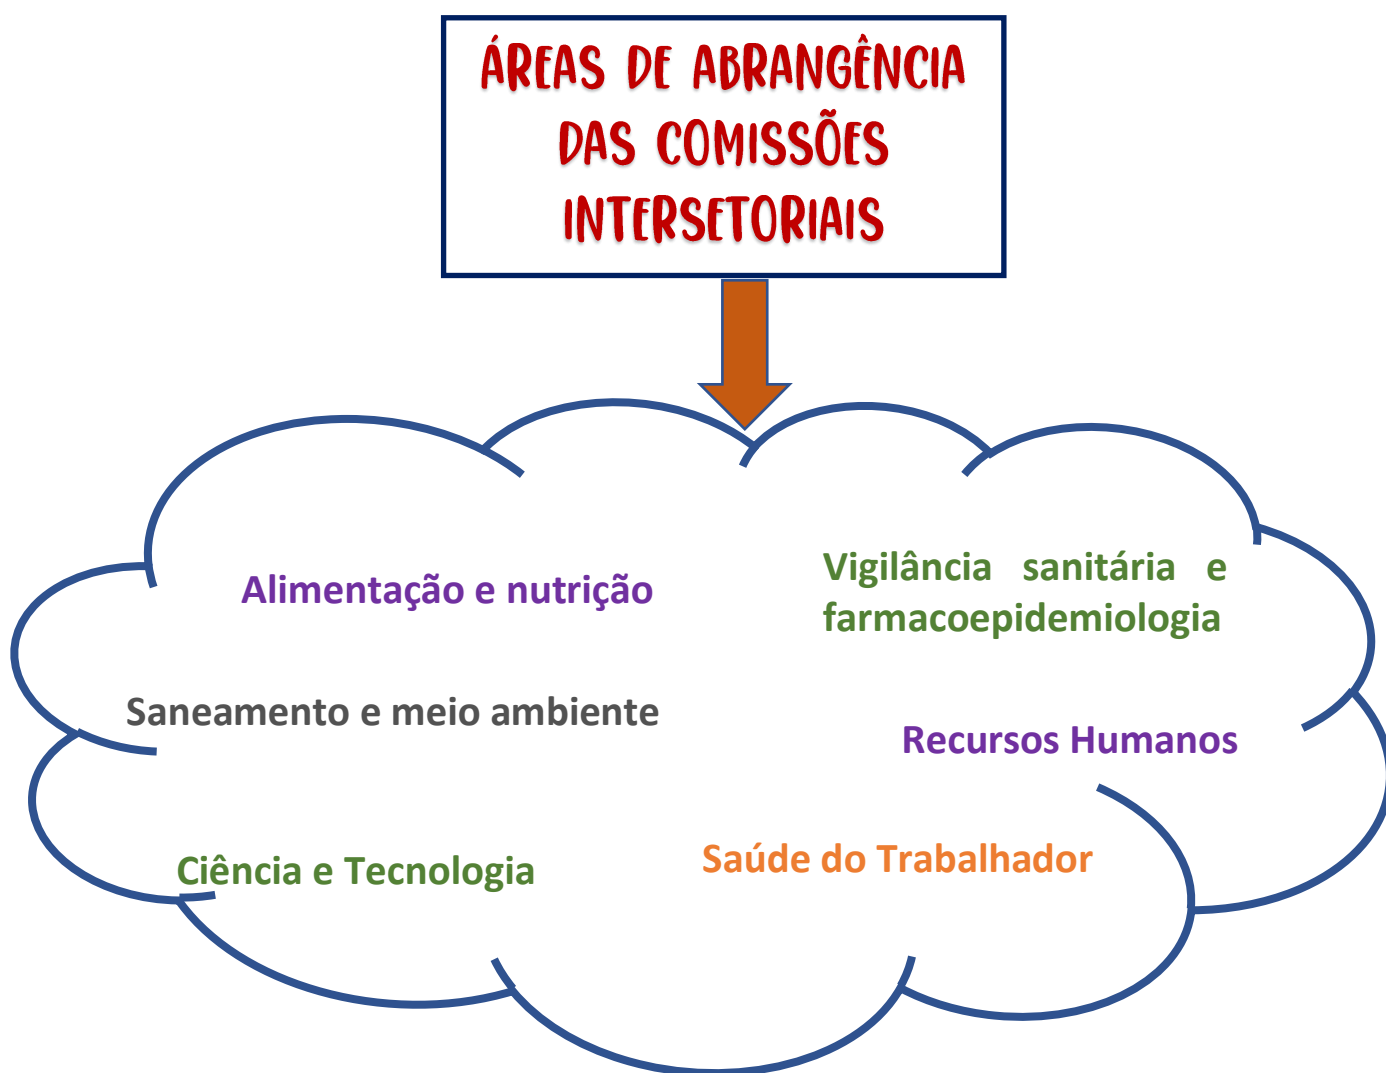 ÁREAS DE ABRANGÊNCIA
DAS COMISSÕES
INTERSETORIAIS
Alimentação e nutrição
Vigilância sanitária e
farmacoepidemiologia
Saneamento e meio ambiente
Recursos Humanos
Ciência e Tecnologia
Saúde do Trabalhador